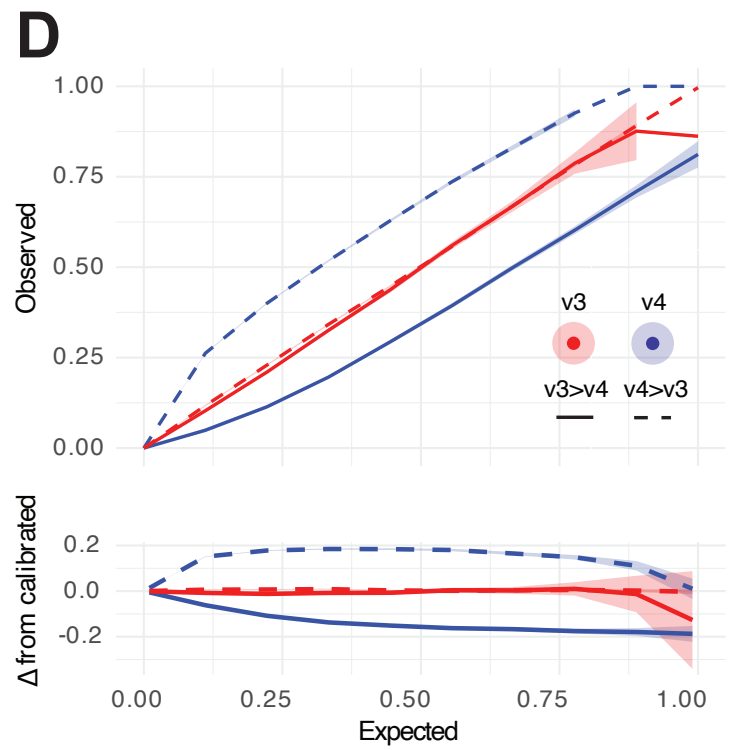 D
1.00
0.75
0.50
0.25
0.00
Observed
v3 v4
v3>v4 v4>v3
0.2
0.0
-0.2
Δ from calibrated
0.00 0.25 0.50 0.75 1.00
Expected